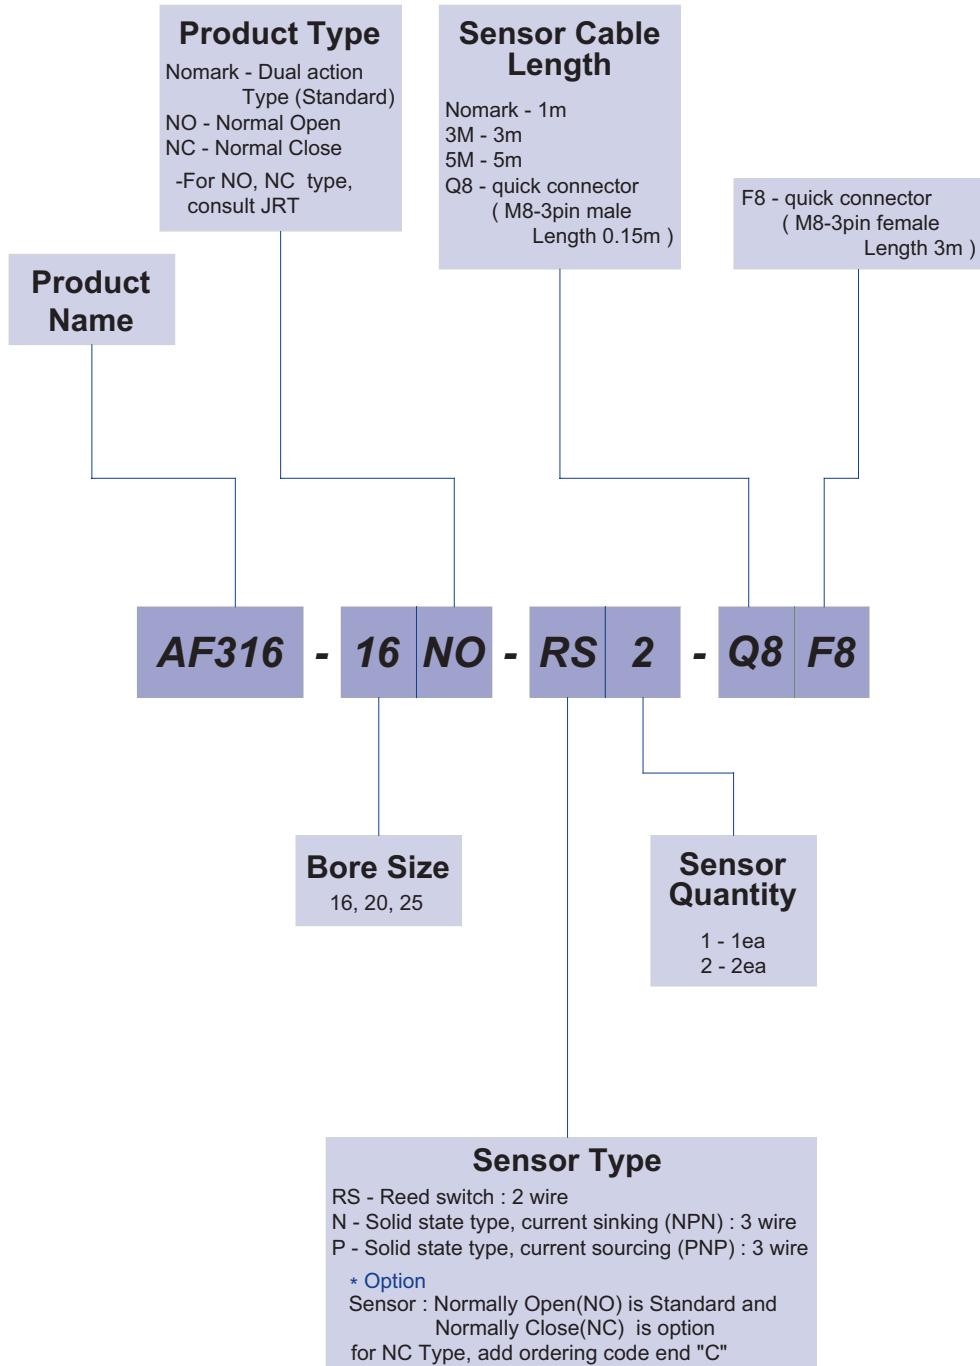 Product Type
Nomark - Dual action
Type (Standard)
NO - Normal Open
NC - Normal Close
-For NO, NC type,
consult JRT
Sensor Cable
Length
Nomark - 1m
3M - 3m
5M - 5m
Q8 - quick connector
( M8-3pin male
Length 0.15m )
F8 - quick connector
( M8-3pin female
Length 3m )
Product
Name
AF316 - 16 NO - RS 2 - Q8 F8
Bore Size
16, 20, 25
Sensor
Quantity
1 - 1ea
2 - 2ea
Sensor Type
RS - Reed switch : 2 wire
N - Solid state type, current sinking (NPN) : 3 wire
P - Solid state type, current sourcing (PNP) : 3 wire
* Option
Sensor : Normally Open(NO) is Standard and
Normally Close(NC) is option
for NC Type, add ordering code end "C"